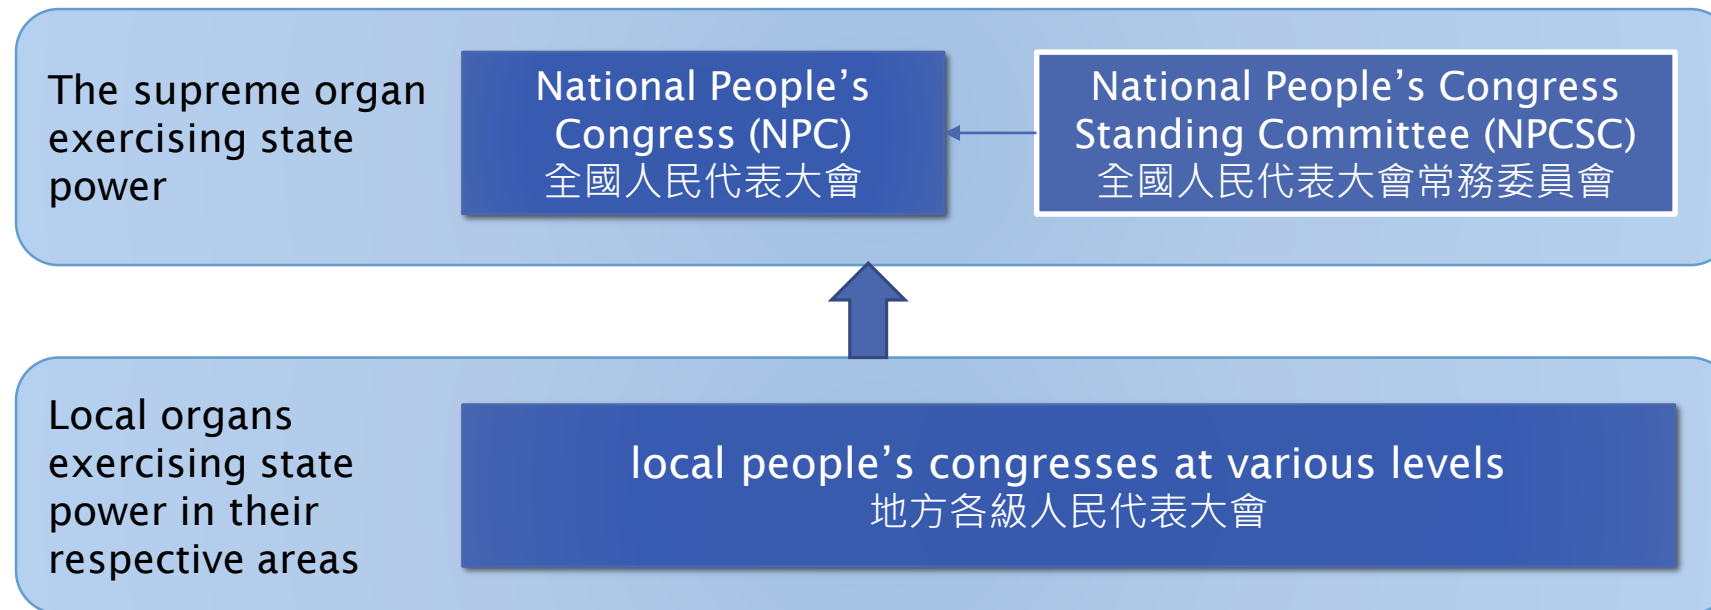 The supreme organ
exercising state
power
National People’s
Congress (NPC)
全國人民代表大會
National People’s Congress
Standing Committee (NPCSC)
全國人民代表大會常務委員會
Local organs
exercising state
power in their
respective areas
local people’s congresses at various levels
地方各級人民代表大會